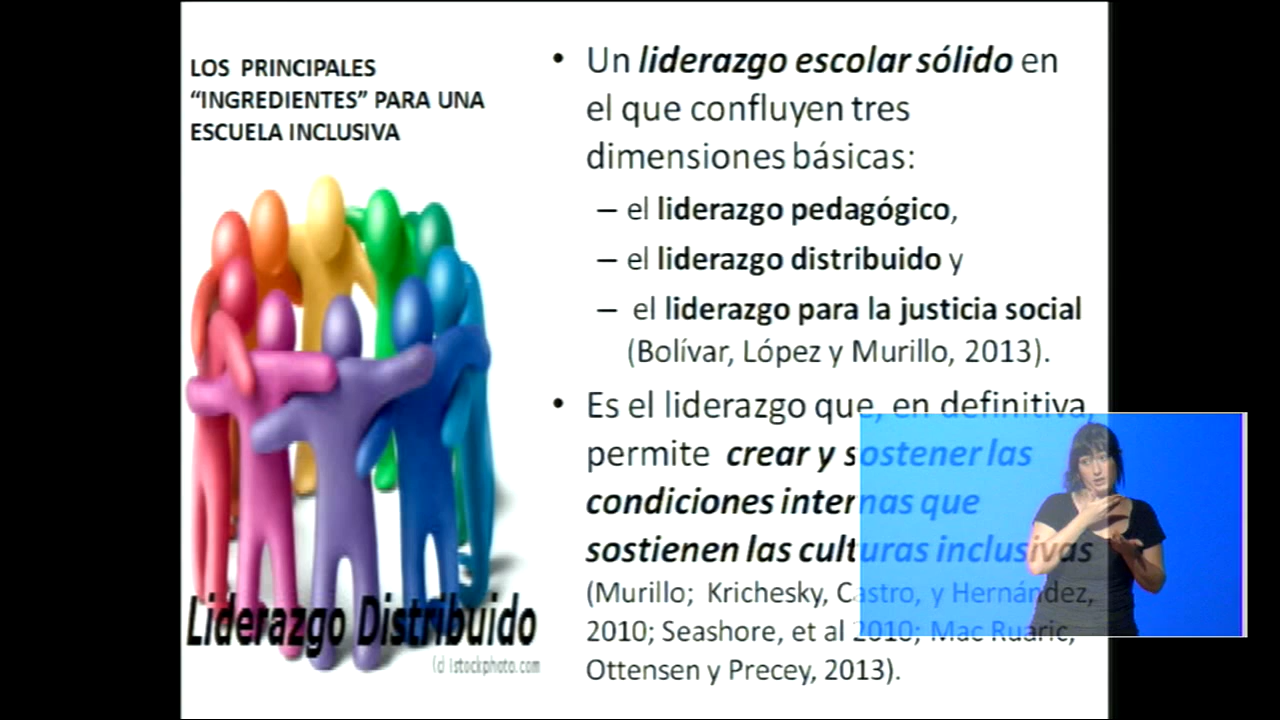 LOS PRINCIPALES
“INGREDIENTES” PARA UNA
ESCUELA INCLUSIVA
Liderazgo Distribuido
(c) istockphoto.com
• Un liderazgo escolar sólido en
el que confluyen tres
dimensiones básicas:
– el liderazgo pedagógico,
– el liderazgo distribuido y
– el liderazgo para la justicia social
(Bolívar, López y Murillo, 2013).
• Es el liderazgo que, en definitiva,
permite crear y sostener las
condiciones internas que
sostienen las culturas inclusivas
(Murillo; Krichesky, Castro, y Hernández,
2010; Seashore, et al 2010; Mac Ruaric,
Ottensen y Precey, 2013).